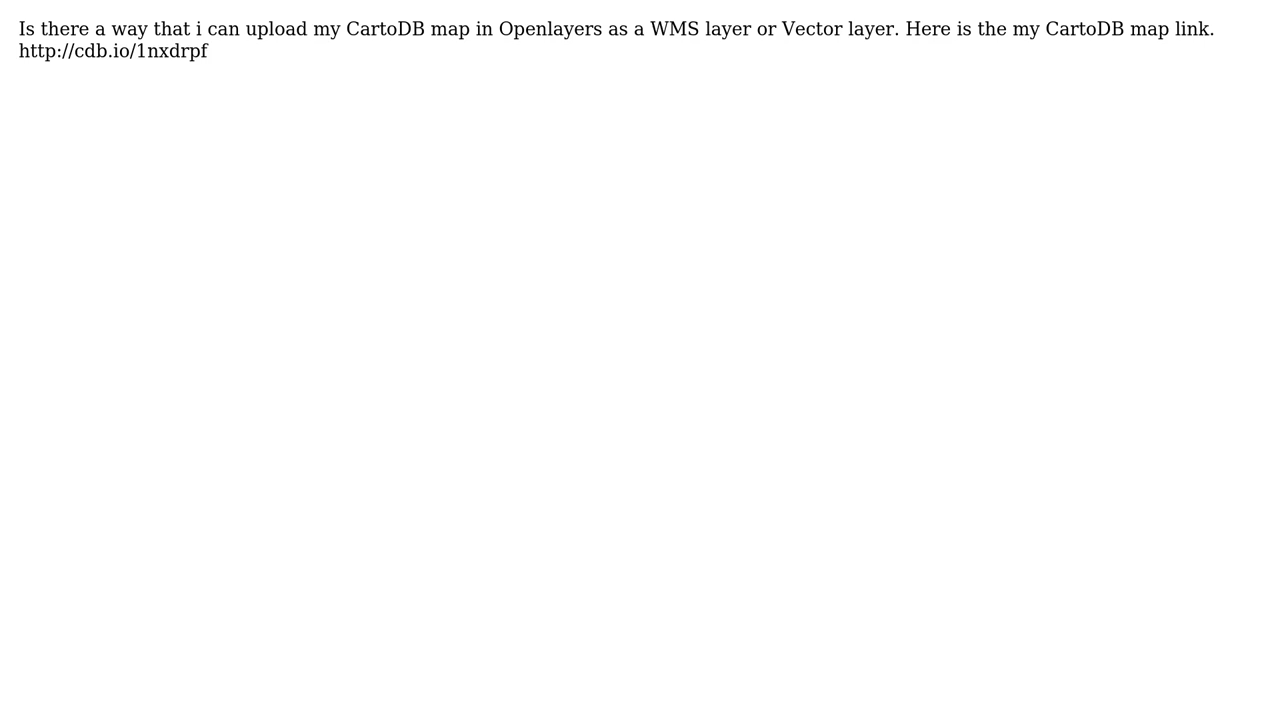 Is there a way that i can upload my CartoDB map in Openlayers as a WMS layer or Vector layer. Here is the my CartoDB map link.
http://cdb.io/1nxdrpf